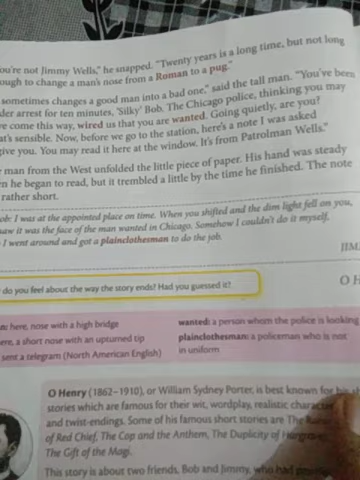 ou're not Jimmy Wells," he snapped. "Twenty years is a long time, but not long
ough to change a man's nose from a Roman to a pug."
sometimes changes a good man into a bad one," said the tall man. "You've been
der arrest for ten minutes, 'Silky' Bob. The Chicago police, thinking you may
e come this way, wired us that you are wanted. Going quietly, are you?
at's sensible. Now, before we go to the station, here's a note I was asked
give you. You may read it here at the window. It's from Patrolman Wells."
man from the West unfolded the little piece of paper. His hand was steady
n he began to read, but it trembled a little by the time he finished. The note
rather short.
ob: I was at the appointed place on time. When you shifted and the dim light fell on you,
saw it was the face of the man wanted in Chicago. Somehow I couldn't do it myself,
I went around and got a plainclothesman to do the job.
JIM
do you feel about the way the story ends? Had you guessed it?
O H
n: here, nose with a high bridge
ere, a short nose with an upturned tip
sent a telegram (North American English)
wanted: a person whom the police is looking
plainclothesman: a policeman who is not
in uniform
O Henry (1862–1910), or William Sydney Porter, is best known for his
stories which are famous for their wit, wordplay, realistic character
and twist-endings. Some of his famous short stories are The
of Red Chief, The Cop and the Anthem, The Duplicity of
The Gift of the Magi.
This story is about two friends, Bob and Jimmy, who had